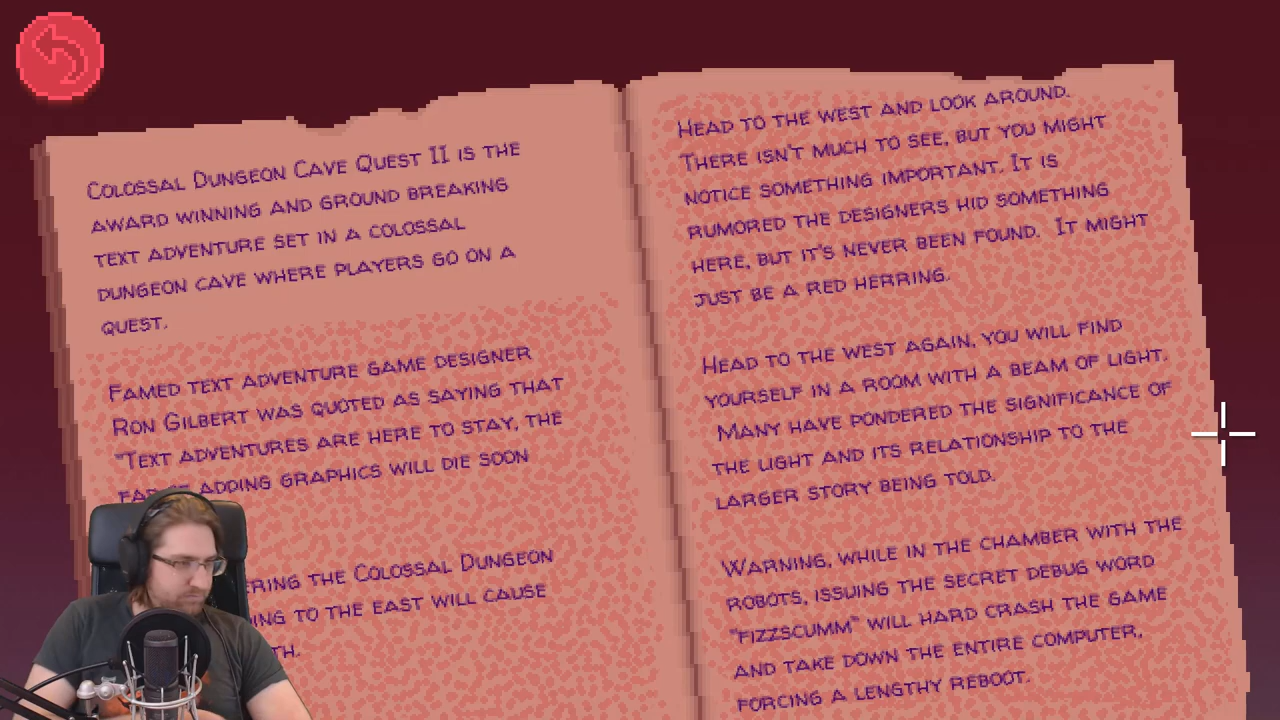 Colossal Dungeon Cave Quest II is the
award winning and ground breaking
text adventure set in a colossal
dungeon cave where players go on a
quest.
Famed text adventure game designer
Ron Gilbert was quoted as saying that
"Text adventures are here to stay, the
adding graphics will die soon
the Colossal Dungeon
to the east will cause
Head to the west and look around.
There isn't much to see, but you might
notice something important. It is
rumored the designers hid something
here, but it's never been found. It might
just be a red herring.
Head to the west again, you will find
yourself in a room with a beam of light.
Many have pondered the significance of
the light and its relationship to the
larger story being told.
Warning, while in the chamber with the
robots, issuing the secret debug word
"fizzscumm" will hard crash the game
and take down the entire computer,
forcing a lengthy reboot.